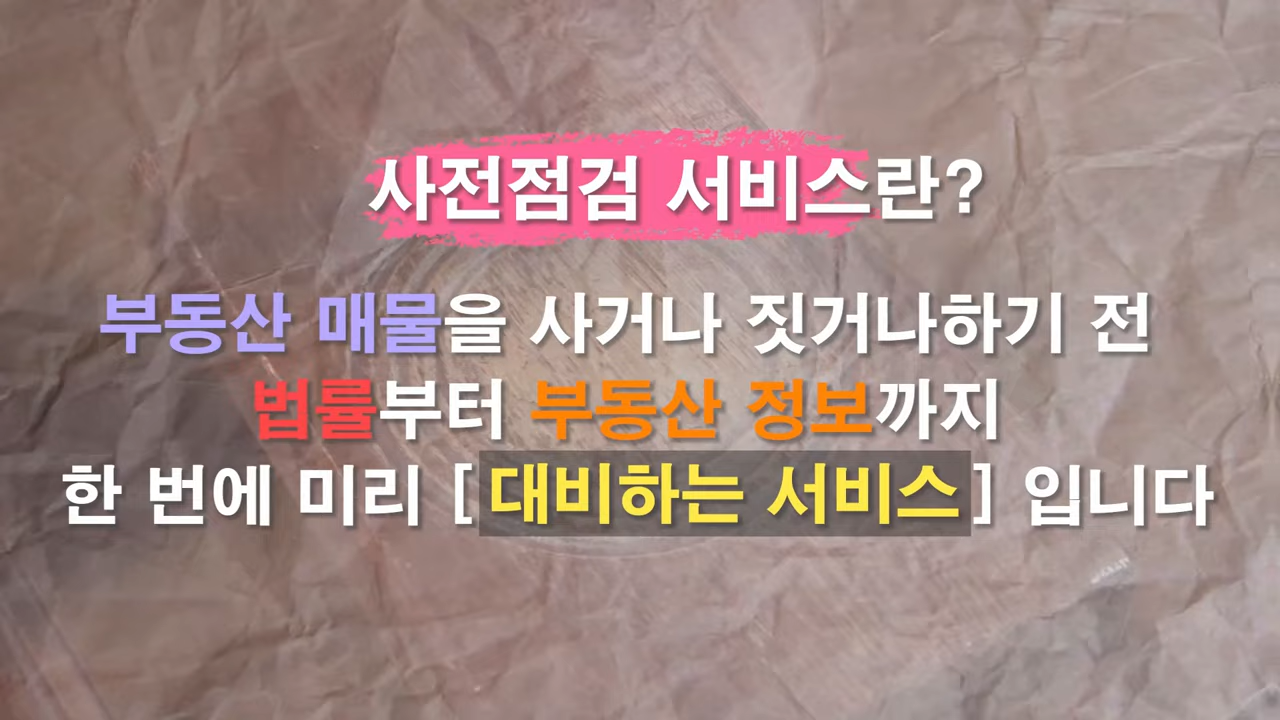 사전점검 서비스란?
부동산 매물을 사거나 짓거나하기 전
법률부터 부동산 정보까지
한 번에 미리 [대비하는 서비스] 입니다